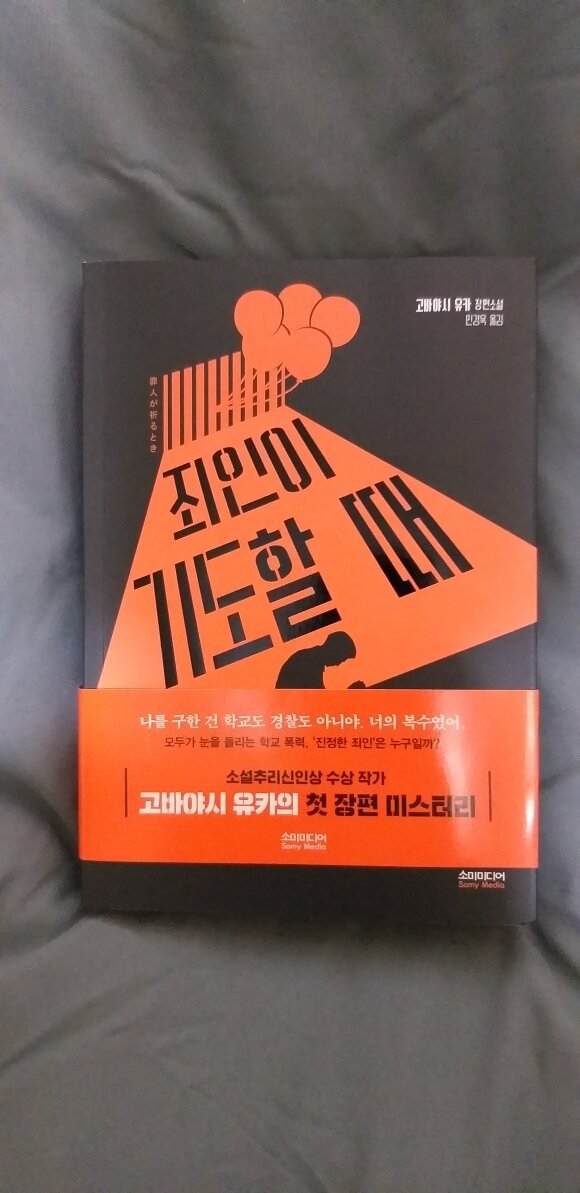 고바야시 유카 장편소설
민경욱 옮김
罪人が祈るとき
죄인이
기도할 때
나를 구한 건 학교도 경찰도 아니야. 너의 복수였어.
모두가 눈을 돌리는 학교 폭력. '진정한 죄인'은 누구일까?
소설추리신인상 수상 작가
고바야시 유카의 첫 장편 미스터리
소미미디어
Somy Media
소미미디어
Somy Media